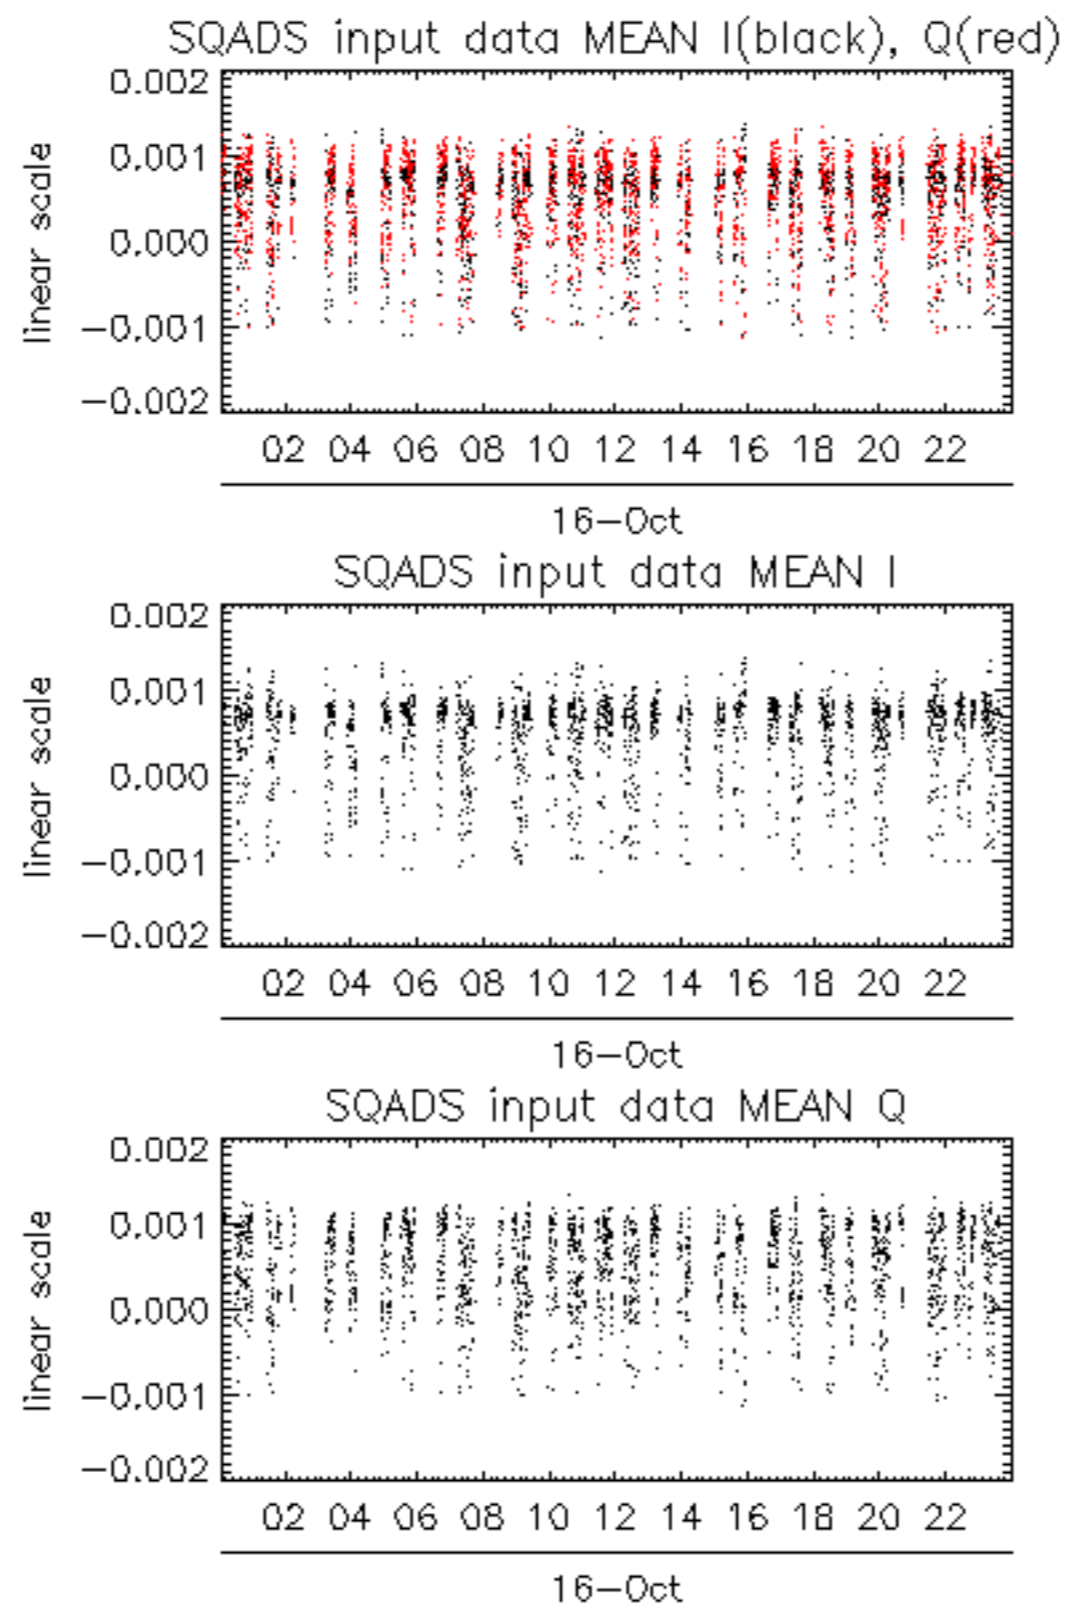 SQADS input data MEAN I(black), Q(red)
0.002
0.001
0.000
−0.001
−0.002
linear scale
02 04 06 08 10 12 14 16 18 20 22
16−Oct
SQADS input data MEAN I
0.002
0.001
0.000
−0.001
−0.002
linear scale
02 04 06 08 10 12 14 16 18 20 22
16−Oct
SQADS input data MEAN Q
0.002
0.001
0.000
−0.001
−0.002
linear scale
02 04 06 08 10 12 14 16 18 20 22
16−Oct